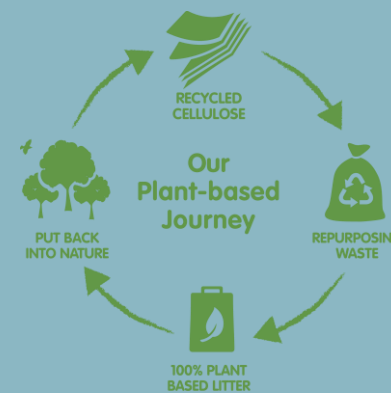 RECYCLED
CELLULOSE
Our
Plant-based
Journey
PUT BACK
INTO NATURE
REPURPOSIN
WASTE
100% PLANT
BASED LITTER